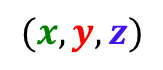 (x, y, z)